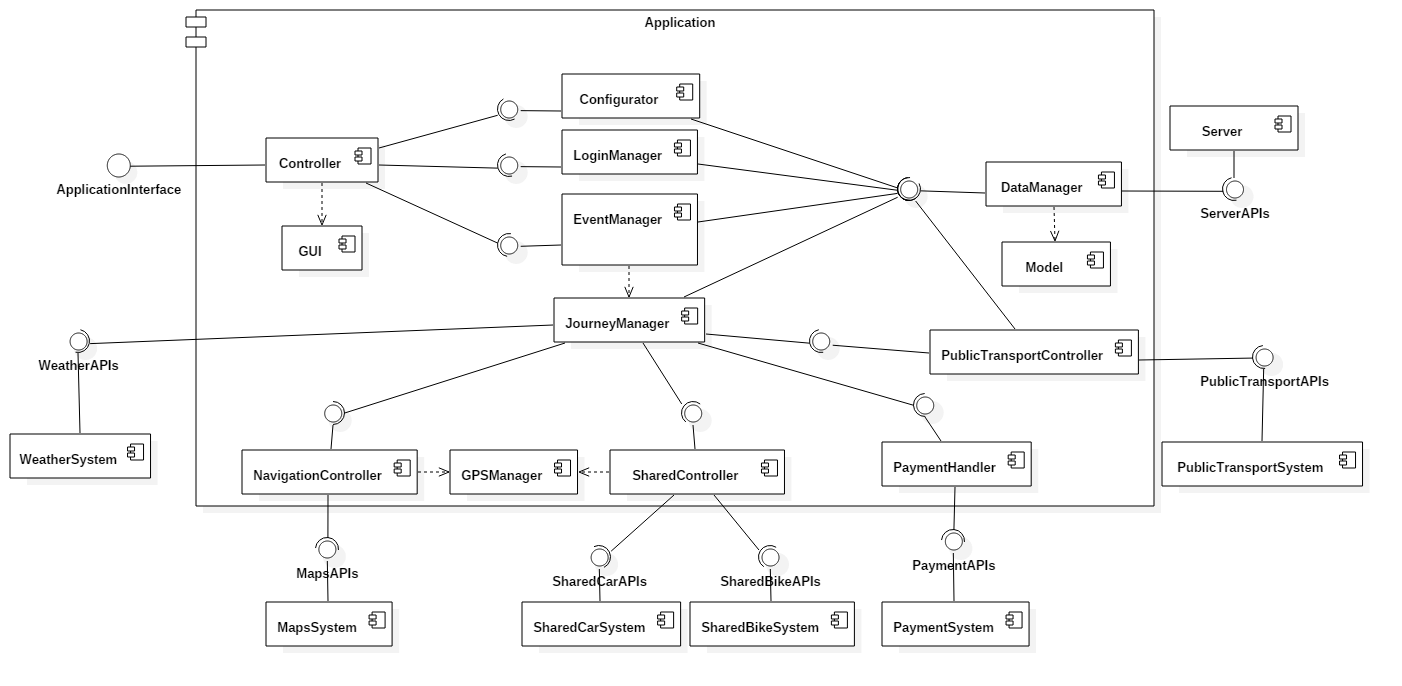 Application
Configurator
Server
LoginManager
Controller
DataManager
ApplicationInterface
ServerAPIs
EventManager
GUI
Model
JourneyManager
PublicTransportController
WeatherAPIs
PublicTransportAPIs
WeatherSystem
NavigationController
GPSManager
SharedController
PaymentHandler
PublicTransportSystem
MapsAPIs
SharedCarAPIs
SharedBikeAPIs
PaymentAPIs
MapsSystem
SharedCarSystem
SharedBikeSystem
PaymentSystem